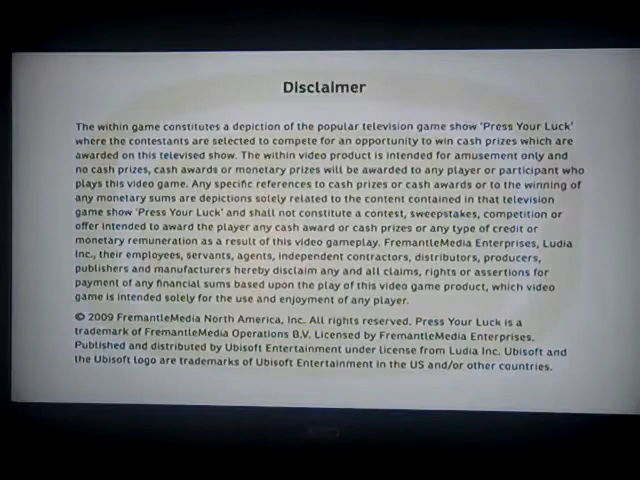 Disclaimer
The within game constitutes a depiction of the popular television game show 'Press Your Luck'
where the contestants are selected to compete for an opportunity to win cash prizes which are
awarded on this televised show. The within video product is intended for amusement only and
no cash prizes, cash awards or monetary prizes will be awarded to any player or participant who
plays this video game. Any specific references to cash prizes or cash awards or to the winning of
any monetary sums are depictions solely related to the content contained in that television
game show 'Press Your Luck' and shall not constitute a contest, sweepstakes, competition or
offer intended to award the player any cash award or cash prizes or any type of credit or
monetary remuneration as a result of this video gameplay. FremantleMedia Enterprises, Ludia
Inc., their employees, servants, agents, independent contractors, distributors, producers,
publishers and manufacturers hereby disclaim any and all claims, rights or assertions for
payment of any financial sums based upon the play of this video game product, which video
game is intended solely for the use and enjoyment of any player.
© 2009 FremantleMedia North America, Inc. All rights reserved. Press Your Luck is a
trademark of FremantleMedia Operations B.V. Licensed by FremantleMedia Enterprises.
Published and distributed by Ubisoft Entertainment under license from Ludia Inc. Ubisoft and
the Ubisoft logo are trademarks of Ubisoft Entertainment in the US and/or other countries.